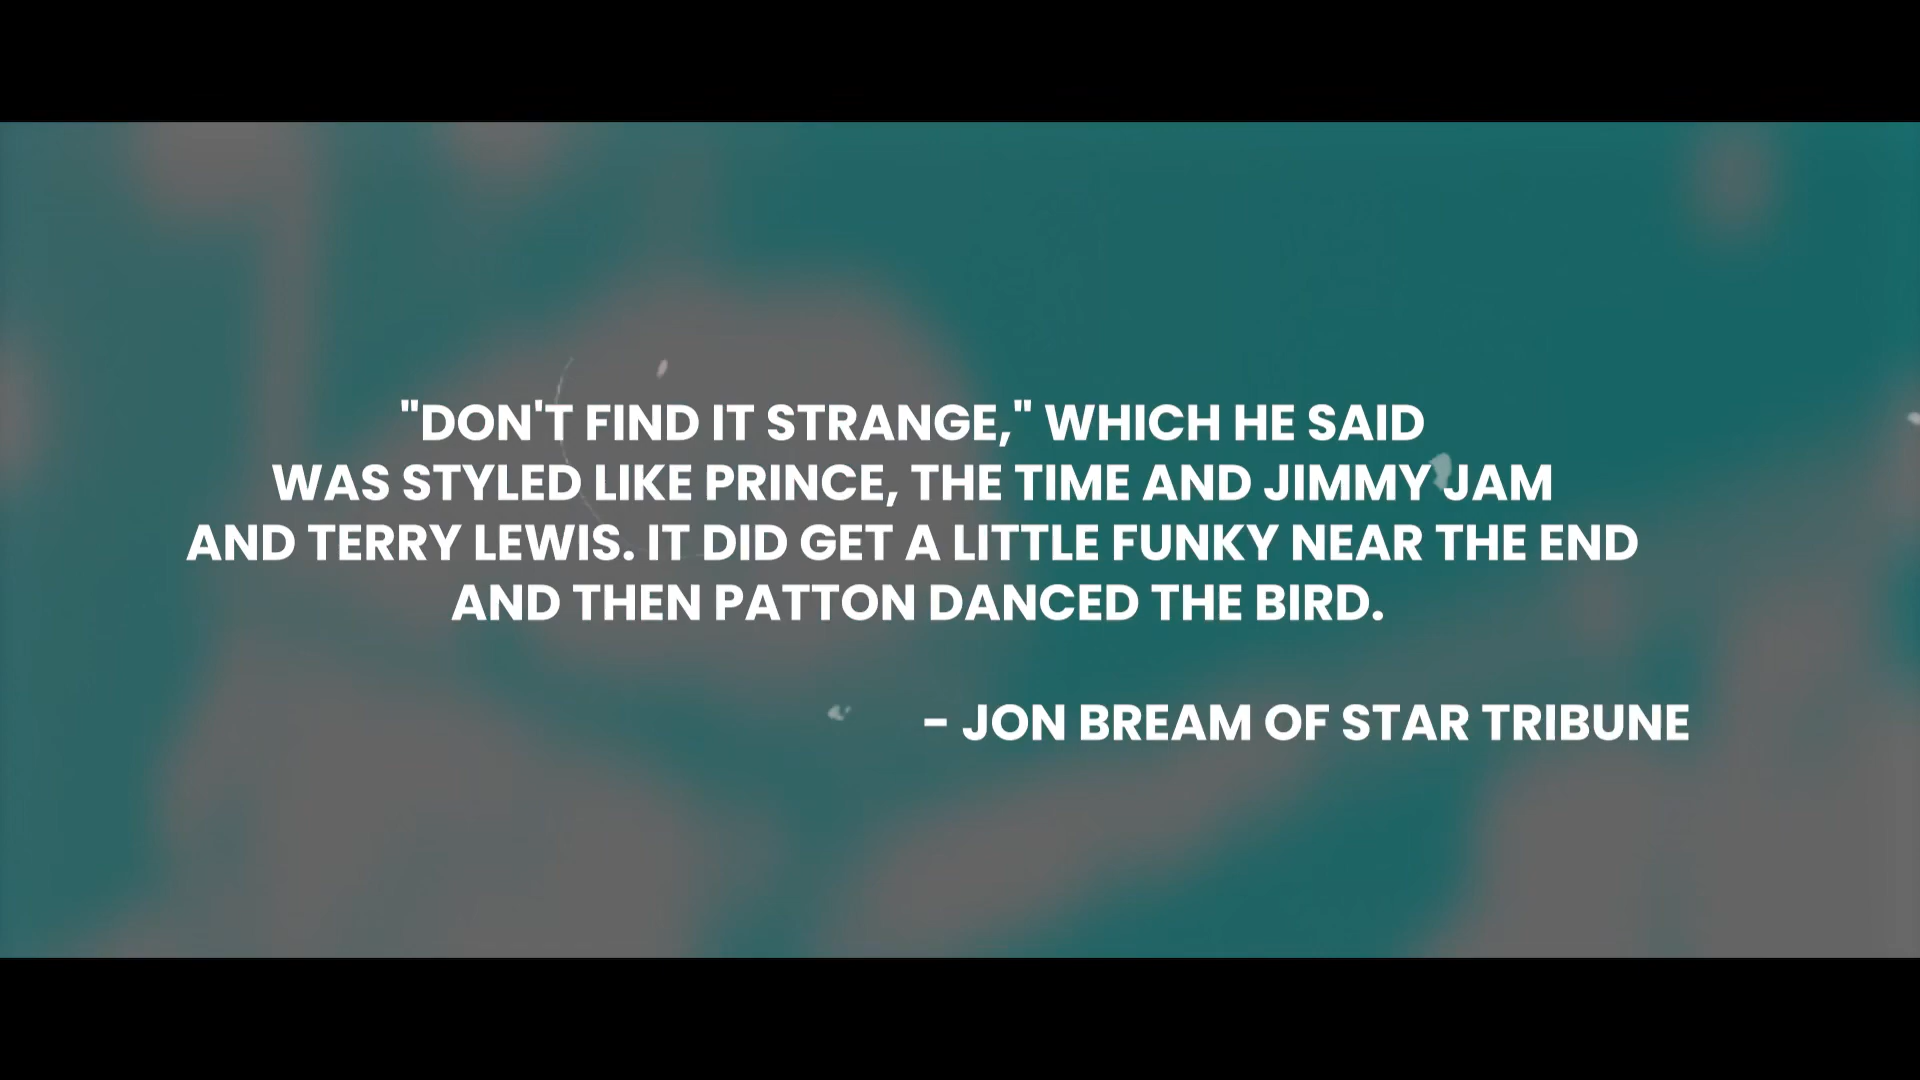 "DON'T FIND IT STRANGE," WHICH HE SAID
WAS STYLED LIKE PRINCE, THE TIME AND JIMMY JAM
AND TERRY LEWIS. IT DID GET A LITTLE FUNKY NEAR THE END
AND THEN PATTON DANCED THE BIRD.
- JON BREAM OF STAR TRIBUNE